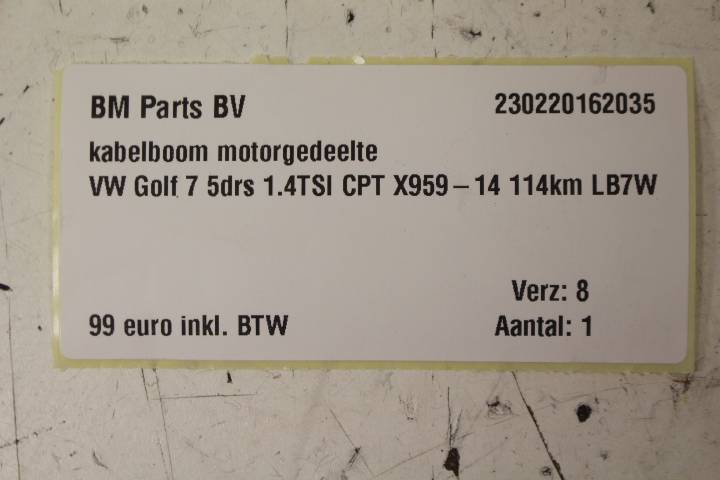 BM Parts BV 230220162035
kabelboom motorgedeelte
VW Golf 7 5drs 1.4TSI CPT X959 – 14 114km LB7W
Verz: 8
99 euro inkl. BTW Aantal: 1